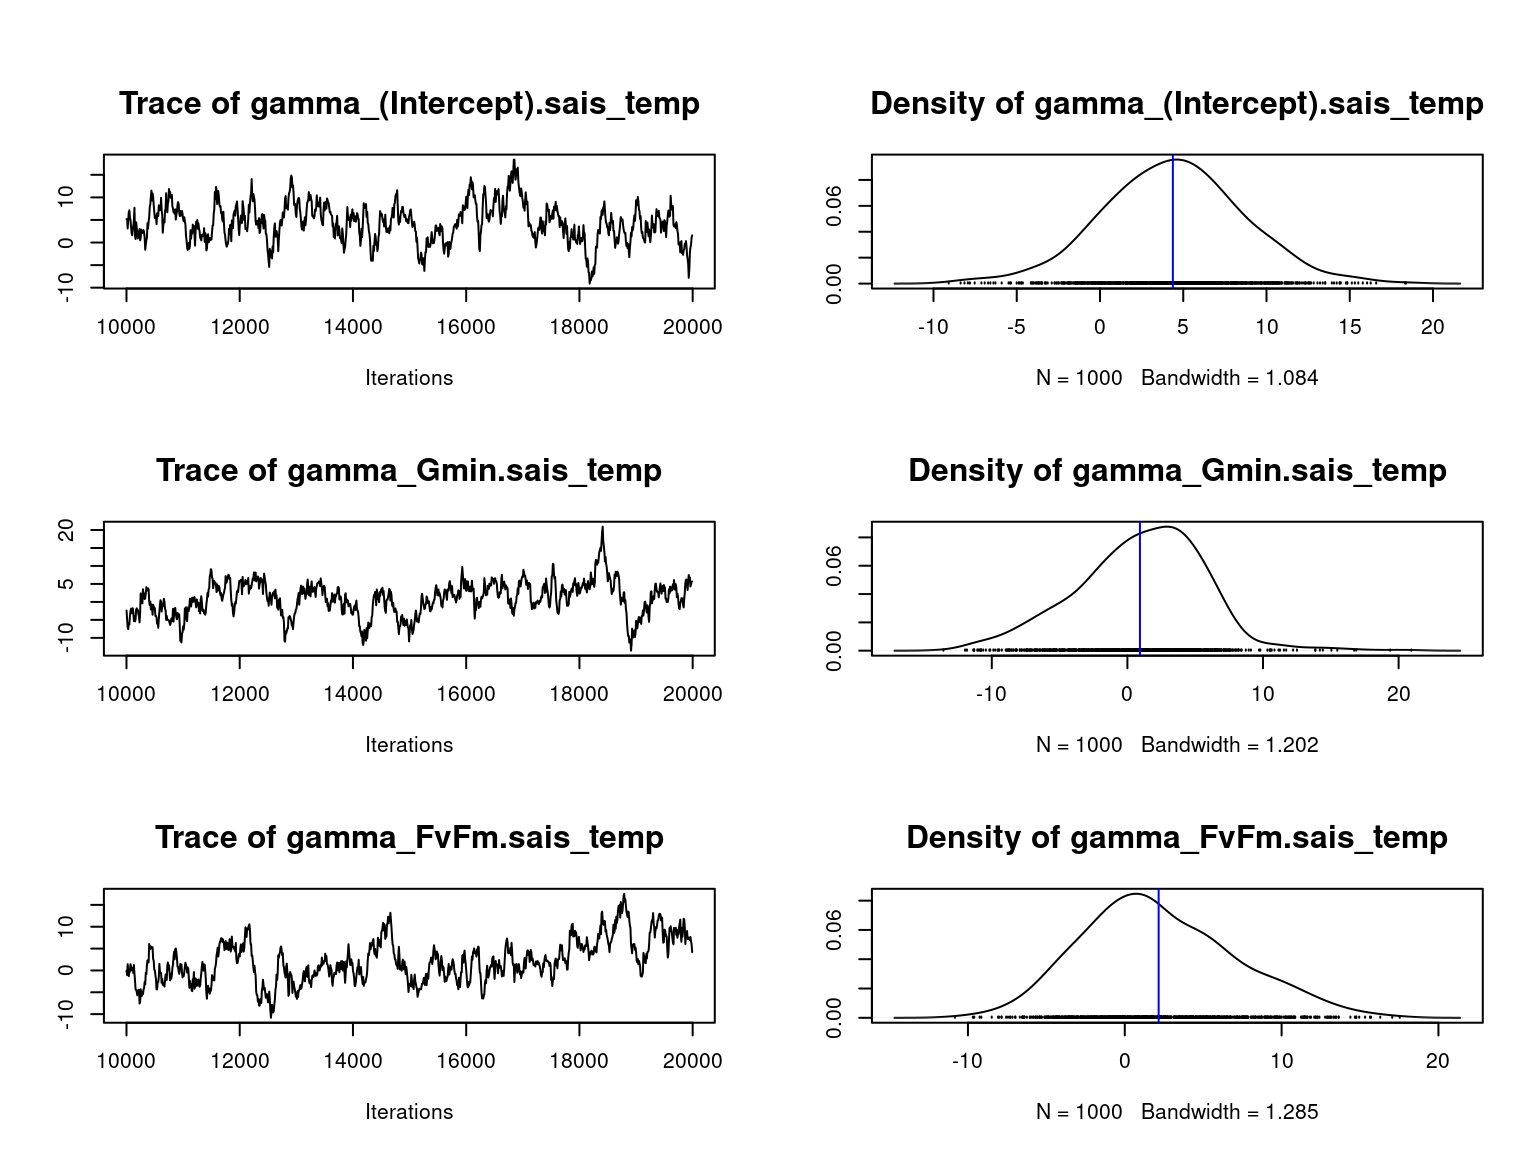 Trace of gamma_(Intercept).sais_temp
-10 0 10
10000 12000 14000 16000 18000 20000
Iterations
Density of gamma_(Intercept).sais_temp
0.00 0.06
-10 -5 0 5 10 15 20
N = 1000 Bandwidth = 1.084
Trace of gamma_Gmin.sais_temp
-10 5 20
10000 12000 14000 16000 18000 20000
Iterations
Density of gamma_Gmin.sais_temp
0.00 0.06
-10 0 10 20
N = 1000 Bandwidth = 1.202
Trace of gamma_FvFm.sais_temp
-10 0 10
10000 12000 14000 16000 18000 20000
Iterations
Density of gamma_FvFm.sais_temp
0.00 0.06
-10 0 10 20
N = 1000 Bandwidth = 1.285